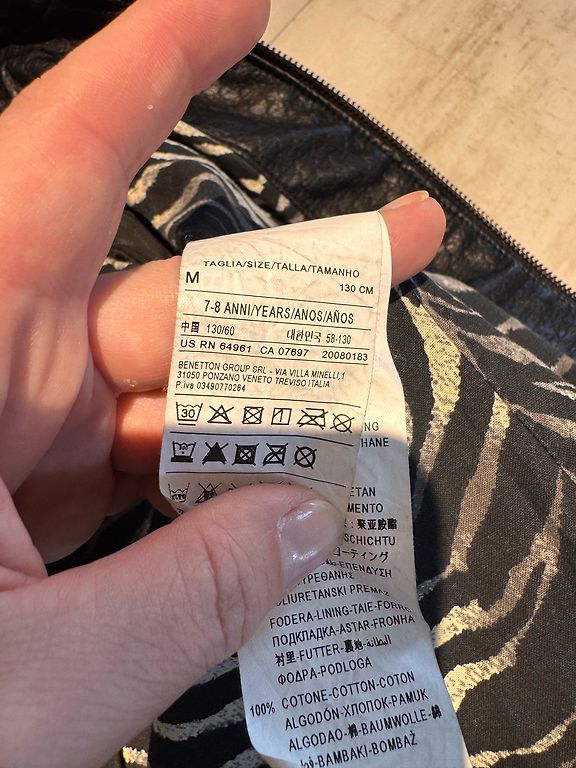 TAGLIA/SIZE/TALLA/TAMANHO
M
130 CM
7-8 ANNI/YEARS/ANOS/AÑOS
中国 130/60 대한민국 58-130
US RN 64961 CA 07697 20080183
BENETTON GROUP SRL - VIA VILLA MINELLI,1
31050 PONZANO VENETO TREVISO ITALIA
P.iva 03490770264
30
NG
HANE
ETAN
MENTO
聚亚胺酯
SCHICHTU
コーティング
ΕΠΕΝΔΥΣΗ
ΥΡΕΘΑΝΗΣ
OLIURETANSKI PREMAZ
FODERA-LINING-TAIE-FORRO
ПОДКЛАДКА-ASTAR-FRONHA
衬里-FUTTER-裏地-البطانة
ΦΟΔΡΑ-PODLOGA
100% COTONE-COTTON-COTON
ALGODÓN-ХЛОПОК-PAMUK
ALGODAO-棉-BAUMWOLLE-綿
-BAMBAKI-BOMBAŽ